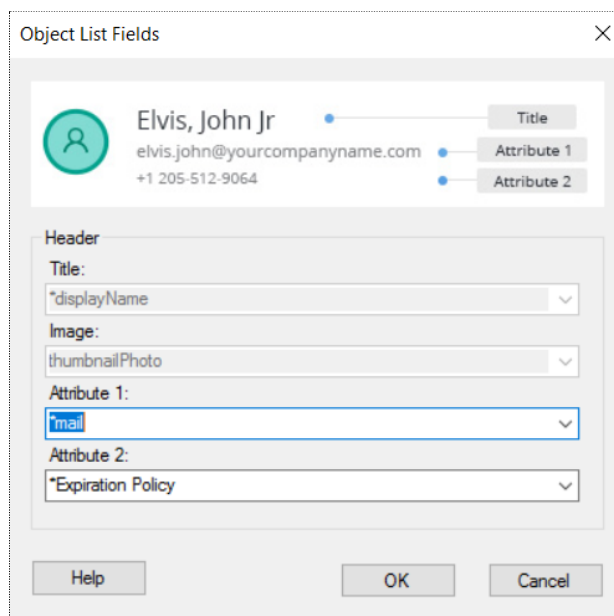 Object List Fields
Elvis, John Jr
Title
elvis.john@yourcompanyname.com
Attribute 1
+1 205-512-9064
Attribute 2
Header
Title:
*displayName
Image:
thumbnailPhoto
Attribute 1:
*mail
Attribute 2:
*Expiration Policy
Help
OK
Cancel